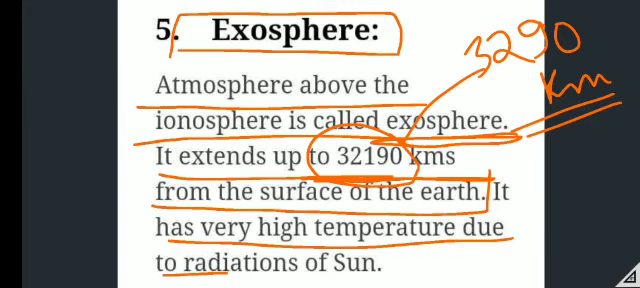 5. Exosphere:
3290
km
Atmosphere above the
ionosphere is called exosphere.
It extends up to 32190 kms
from the surface of the earth. It
has very high temperature due
to radiations of Sun.